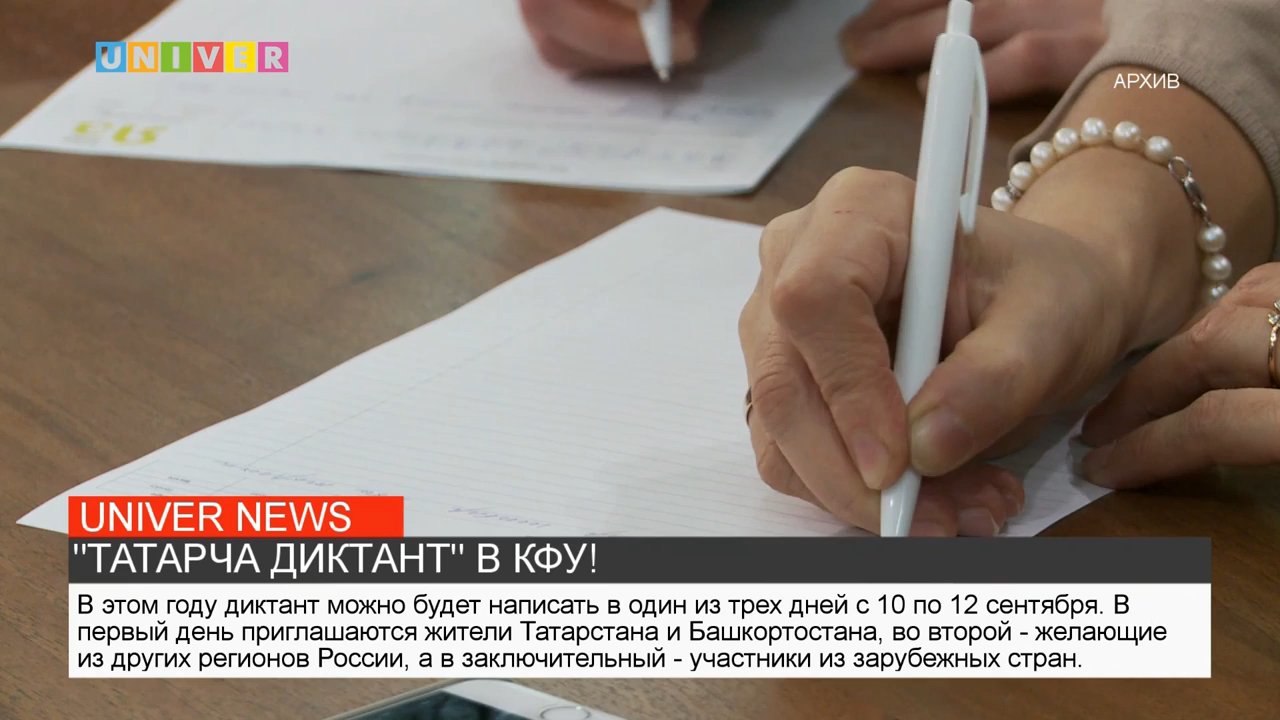 UNIVER
АРХИВ
UNIVER NEWS
"ТАТАРЧА ДИКТАНТ" В КФУ!
В этом году диктант можно будет написать в один из трех дней с 10 по 12 сентября. В
первый день приглашаются жители Татарстана и Башкортостана, во второй - желающие
из других регионов России, а в заключительный - участники из зарубежных стран.